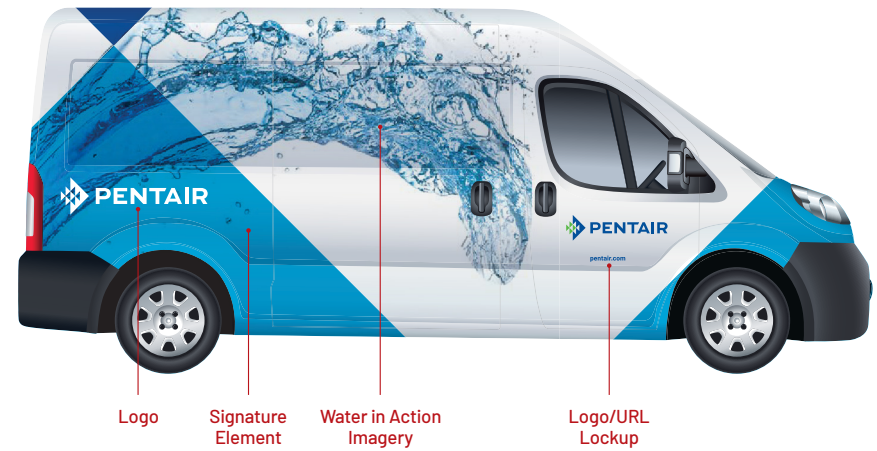 PENTAIR
PENTAIR
pentair.com
Logo
Signature
Element
Water in Action
Imagery
Logo/URL
Lockup